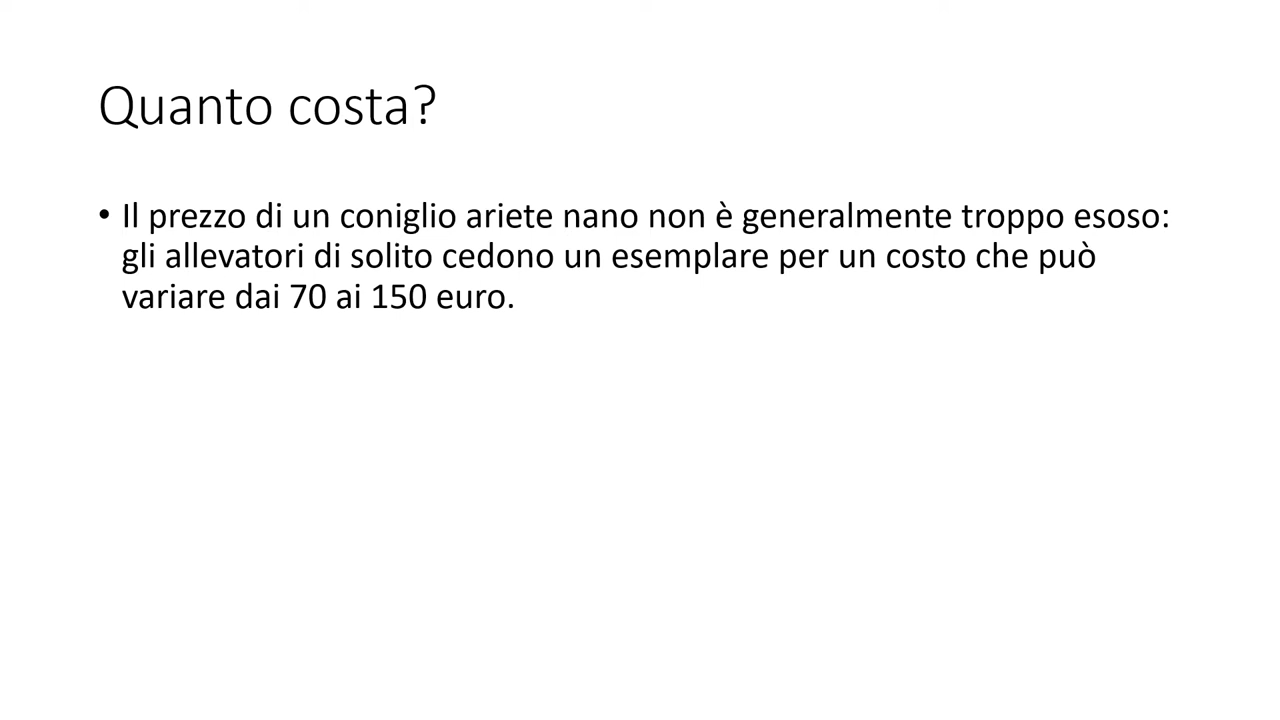 Quanto costa?
• Il prezzo di un coniglio ariete nano non è generalmente troppo esoso:
gli allevatori di solito cedono un esemplare per un costo che può
variare dai 70 ai 150 euro.